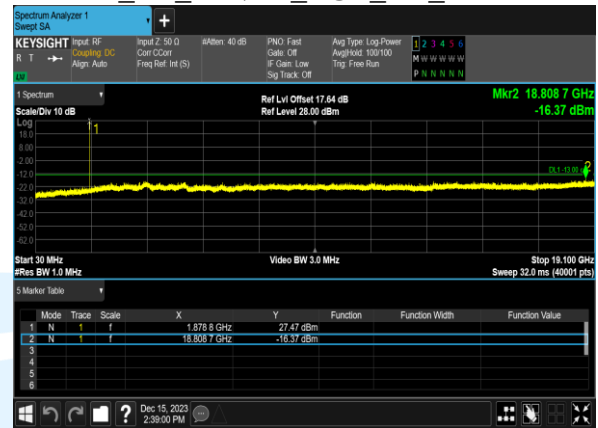 Spectrum Analyzer 1
Swept SA
+
KEYSIGHT Input: RF Input Z: 50 Ω #Atten: 40 dB PNO: Fast Avg Type: Log-Power 1 2 3 4 5 6
R T Coupling: DC Corr CCorr Gate: Off Avg|Hold: 100/100 M W W W W W
Align: Auto Freq Ref: Int (S) IF Gain: Low Trig: Free Run
Sig Track: Off P N N N N N
LV
1 Spectrum Ref Lvl Offset 17.64 dB Mkr2 18.808 7 GHz
Scale/Div 10 dB Ref Level 28.00 dBm -16.37 dBm
Log
1
18.0
8.00
-2.00
-12.0 DL1 -13.00
2
-22.0
-32.0
-42.0
-52.0
-62.0
Start 30 MHz Video BW 3.0 MHz Stop 19.100 GHz
#Res BW 1.0 MHz Sweep 32.0 ms (40001 pts)
5 Marker Table
Mode Trace Scale X Y Function Function Width Function Value
1 N 1 f 1.878 8 GHz 27.47 dBm
2 N 1 f 18.808 7 GHz -16.37 dBm
3
4
5
6
? Dec 15, 2023
2:39:00 PM